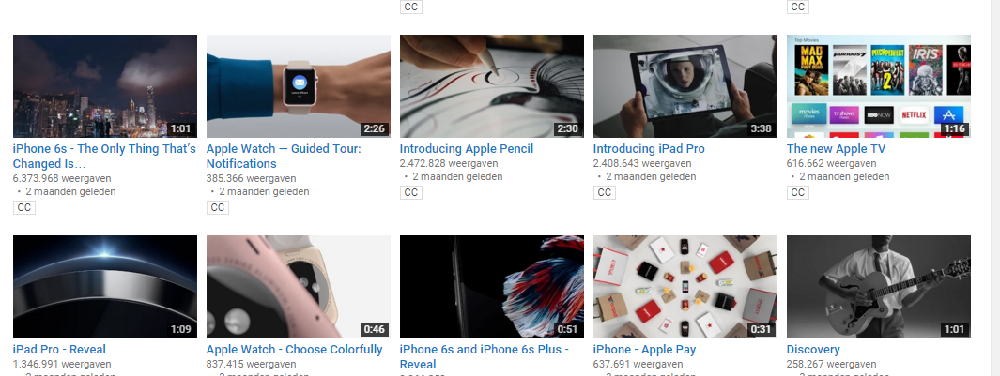 CC
CC
Top Movies
MAD MAX
FURY ROAD
FURIOUS 7
PITCH PERFECT 2
IRIS
movies
tv shows
HBO NOW
NETFLIX
1:01
2:26
2:30
3:38
1:16
iPhone 6s - The Only Thing That's
Changed Is…
6.373.968 weergaven
• 2 maanden geleden
CC
Apple Watch — Guided Tour:
Notifications
385.366 weergaven
• 2 maanden geleden
CC
Introducing Apple Pencil
2.472.828 weergaven
• 2 maanden geleden
CC
Introducing iPad Pro
2.408.643 weergaven
• 2 maanden geleden
CC
The new Apple TV
616.662 weergaven
• 2 maanden geleden
CC
1:09
0:46
0:51
0:31
1:01
iPad Pro - Reveal
1.346.991 weergaven
Apple Watch - Choose Colorfully
837.415 weergaven
iPhone 6s and iPhone 6s Plus -
Reveal
iPhone - Apple Pay
637.691 weergaven
Discovery
258.267 weergaven